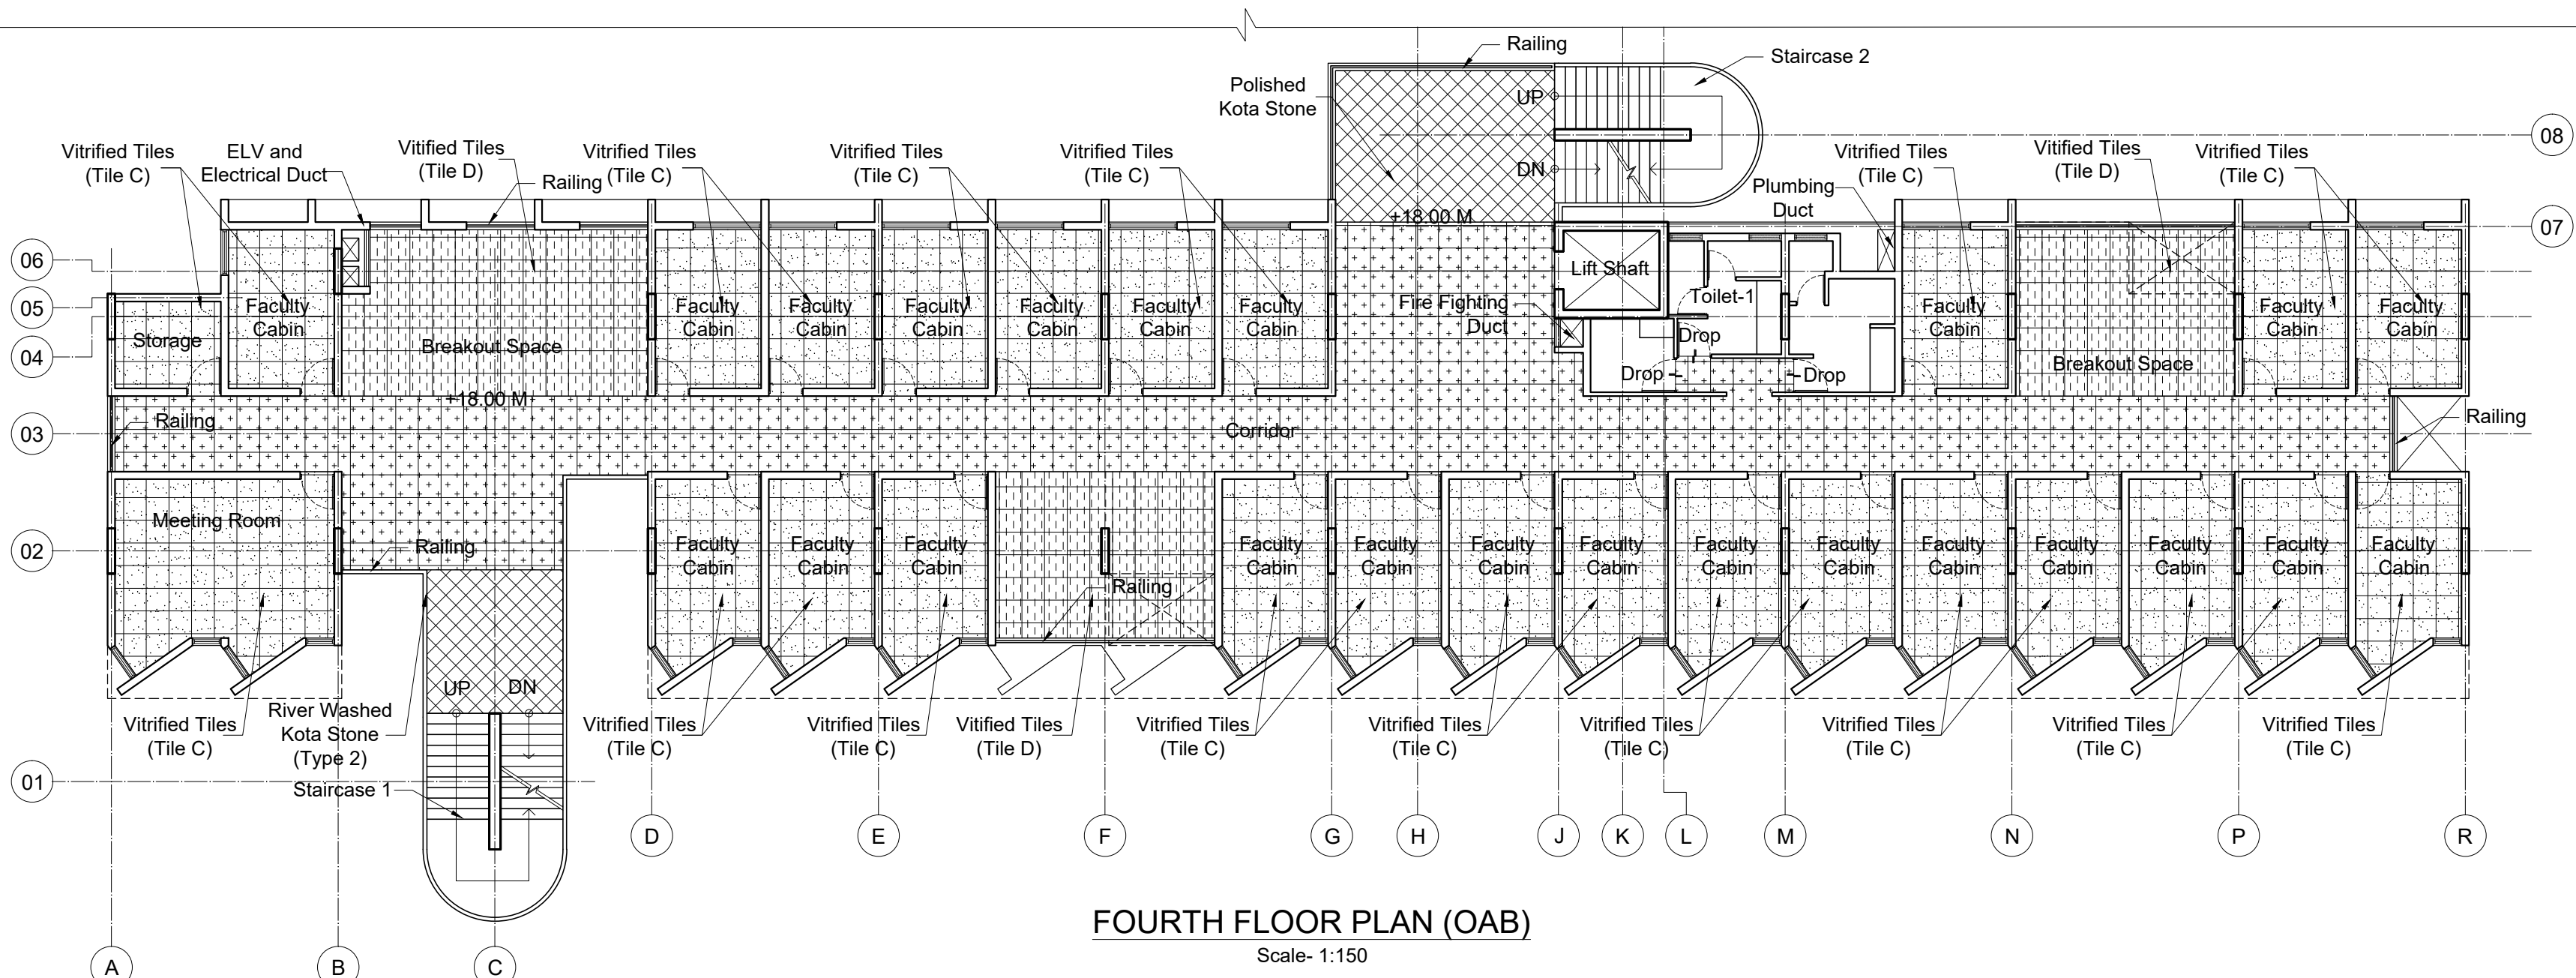 Railing
Staircase 2
Polished
Kota Stone
UP
DN
08
Vitrified Tiles
(Tile C)
ELV and
Electrical Duct
Vitified Tiles
(Tile D)
Railing
Vitrified Tiles
(Tile C)
Vitrified Tiles
(Tile C)
Vitrified Tiles
(Tile C)
Plumbing
Duct
Vitrified Tiles
(Tile C)
Vitified Tiles
(Tile D)
Vitrified Tiles
(Tile C)
+18.00 M
07
06
05
04
Storage
Faculty
Cabin
Breakout Space
Faculty
Cabin
Faculty
Cabin
Faculty
Cabin
Faculty
Cabin
Faculty
Cabin
Faculty
Cabin
Lift Shaft
Fire Fighting
Duct
Toilet-1
Drop
Drop
Drop
Faculty
Cabin
Breakout Space
Faculty
Cabin
Faculty
Cabin
+18.00 M
03
Railing
Corridor
Railing
02
Meeting Room
Railing
Faculty
Cabin
Faculty
Cabin
Faculty
Cabin
Railing
Faculty
Cabin
Faculty
Cabin
Faculty
Cabin
Faculty
Cabin
Faculty
Cabin
Faculty
Cabin
Faculty
Cabin
Faculty
Cabin
Faculty
Cabin
Faculty
Cabin
Faculty
Cabin
UP
DN
Vitrified Tiles
(Tile C)
River Washed
Kota Stone
(Type 2)
Vitrified Tiles
(Tile C)
Vitrified Tiles
(Tile C)
Vitified Tiles
(Tile D)
Vitrified Tiles
(Tile C)
Vitrified Tiles
(Tile C)
Vitrified Tiles
(Tile C)
Vitrified Tiles
(Tile C)
Vitrified Tiles
(Tile C)
Vitrified Tiles
(Tile C)
01
Staircase 1
D
E
F
G
H
J
K
L
M
N
P
R
A
B
C
FOURTH FLOOR PLAN (OAB)
Scale- 1:150